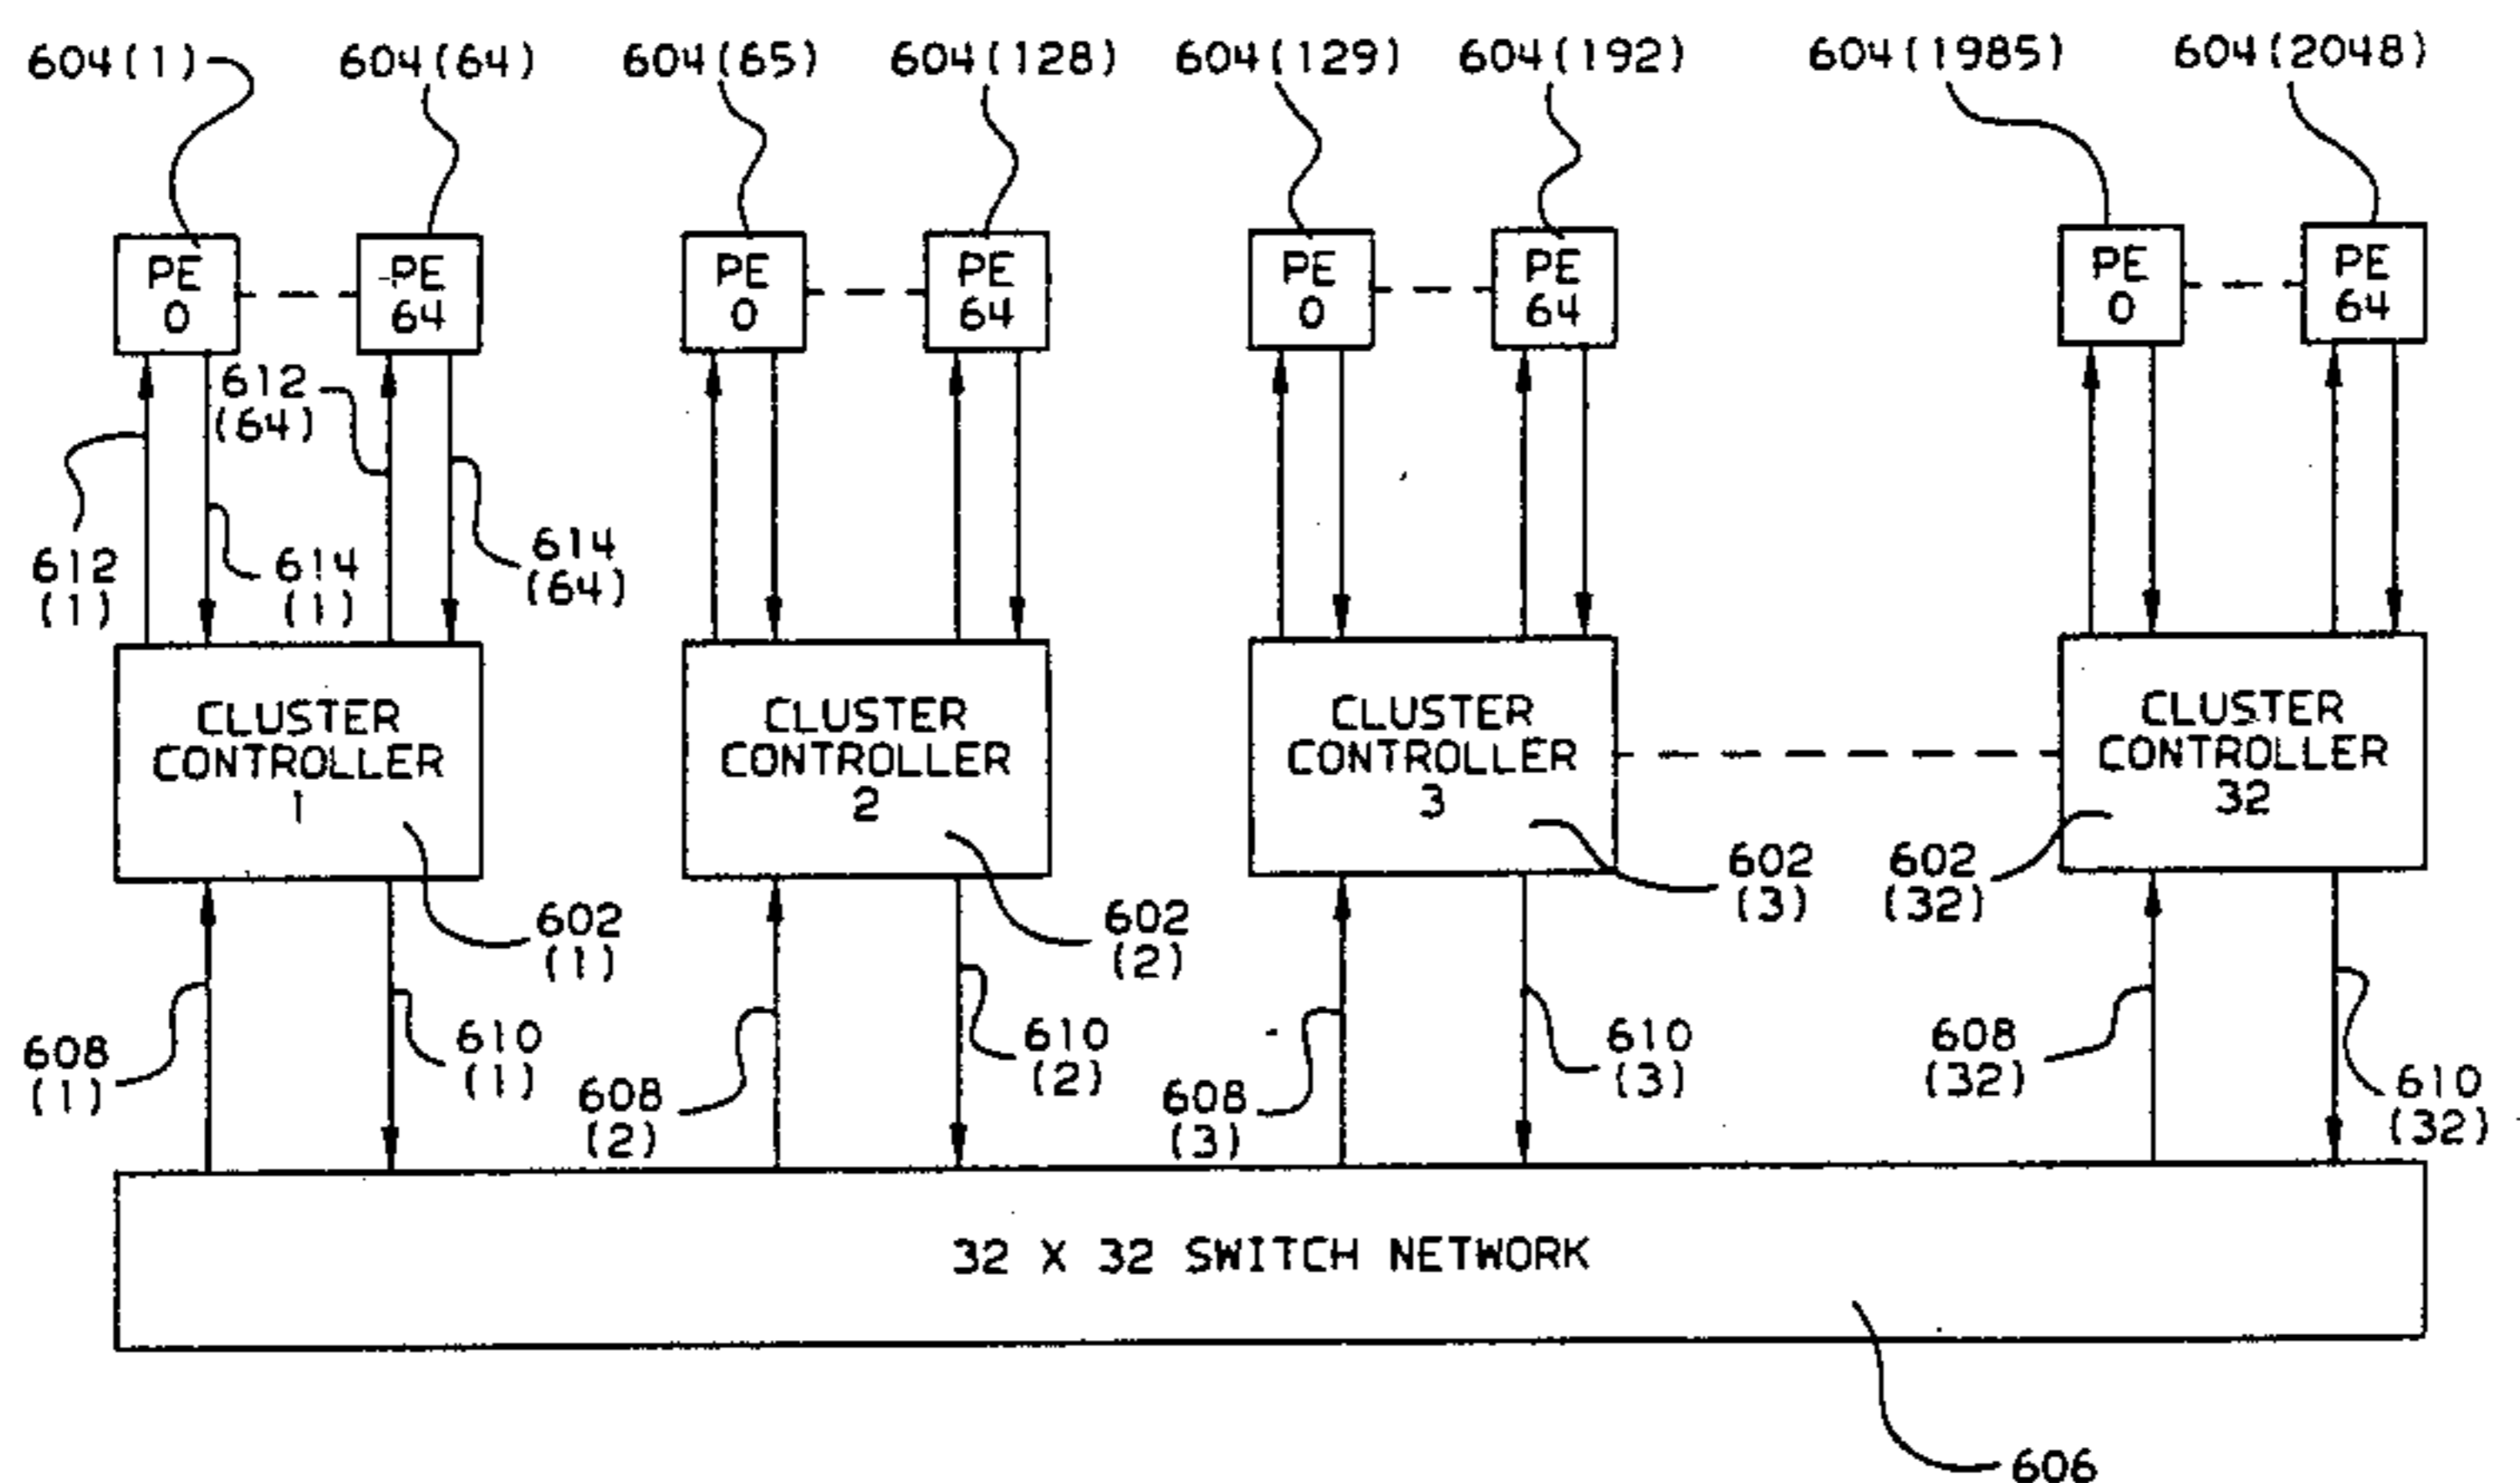 604(1) 604(64) 604(65) 604(128) 604(129) 604(192) 604(1985) 604(2048)
PE
0
PE
64
PE
0
PE
64
PE
0
PE
64
PE
0
PE
64
612
(64)
612
(1)
614
(1)
614
(64)
CLUSTER
CONTROLLER
1
CLUSTER
CONTROLLER
2
CLUSTER
CONTROLLER
3
CLUSTER
CONTROLLER
32
602
(1)
602
(2)
602
(3)
602
(32)
608
(1)
610
(1)
608
(2)
610
(2)
608
(3)
610
(3)
608
(32)
610
(32)
32 X 32 SWITCH NETWORK
606